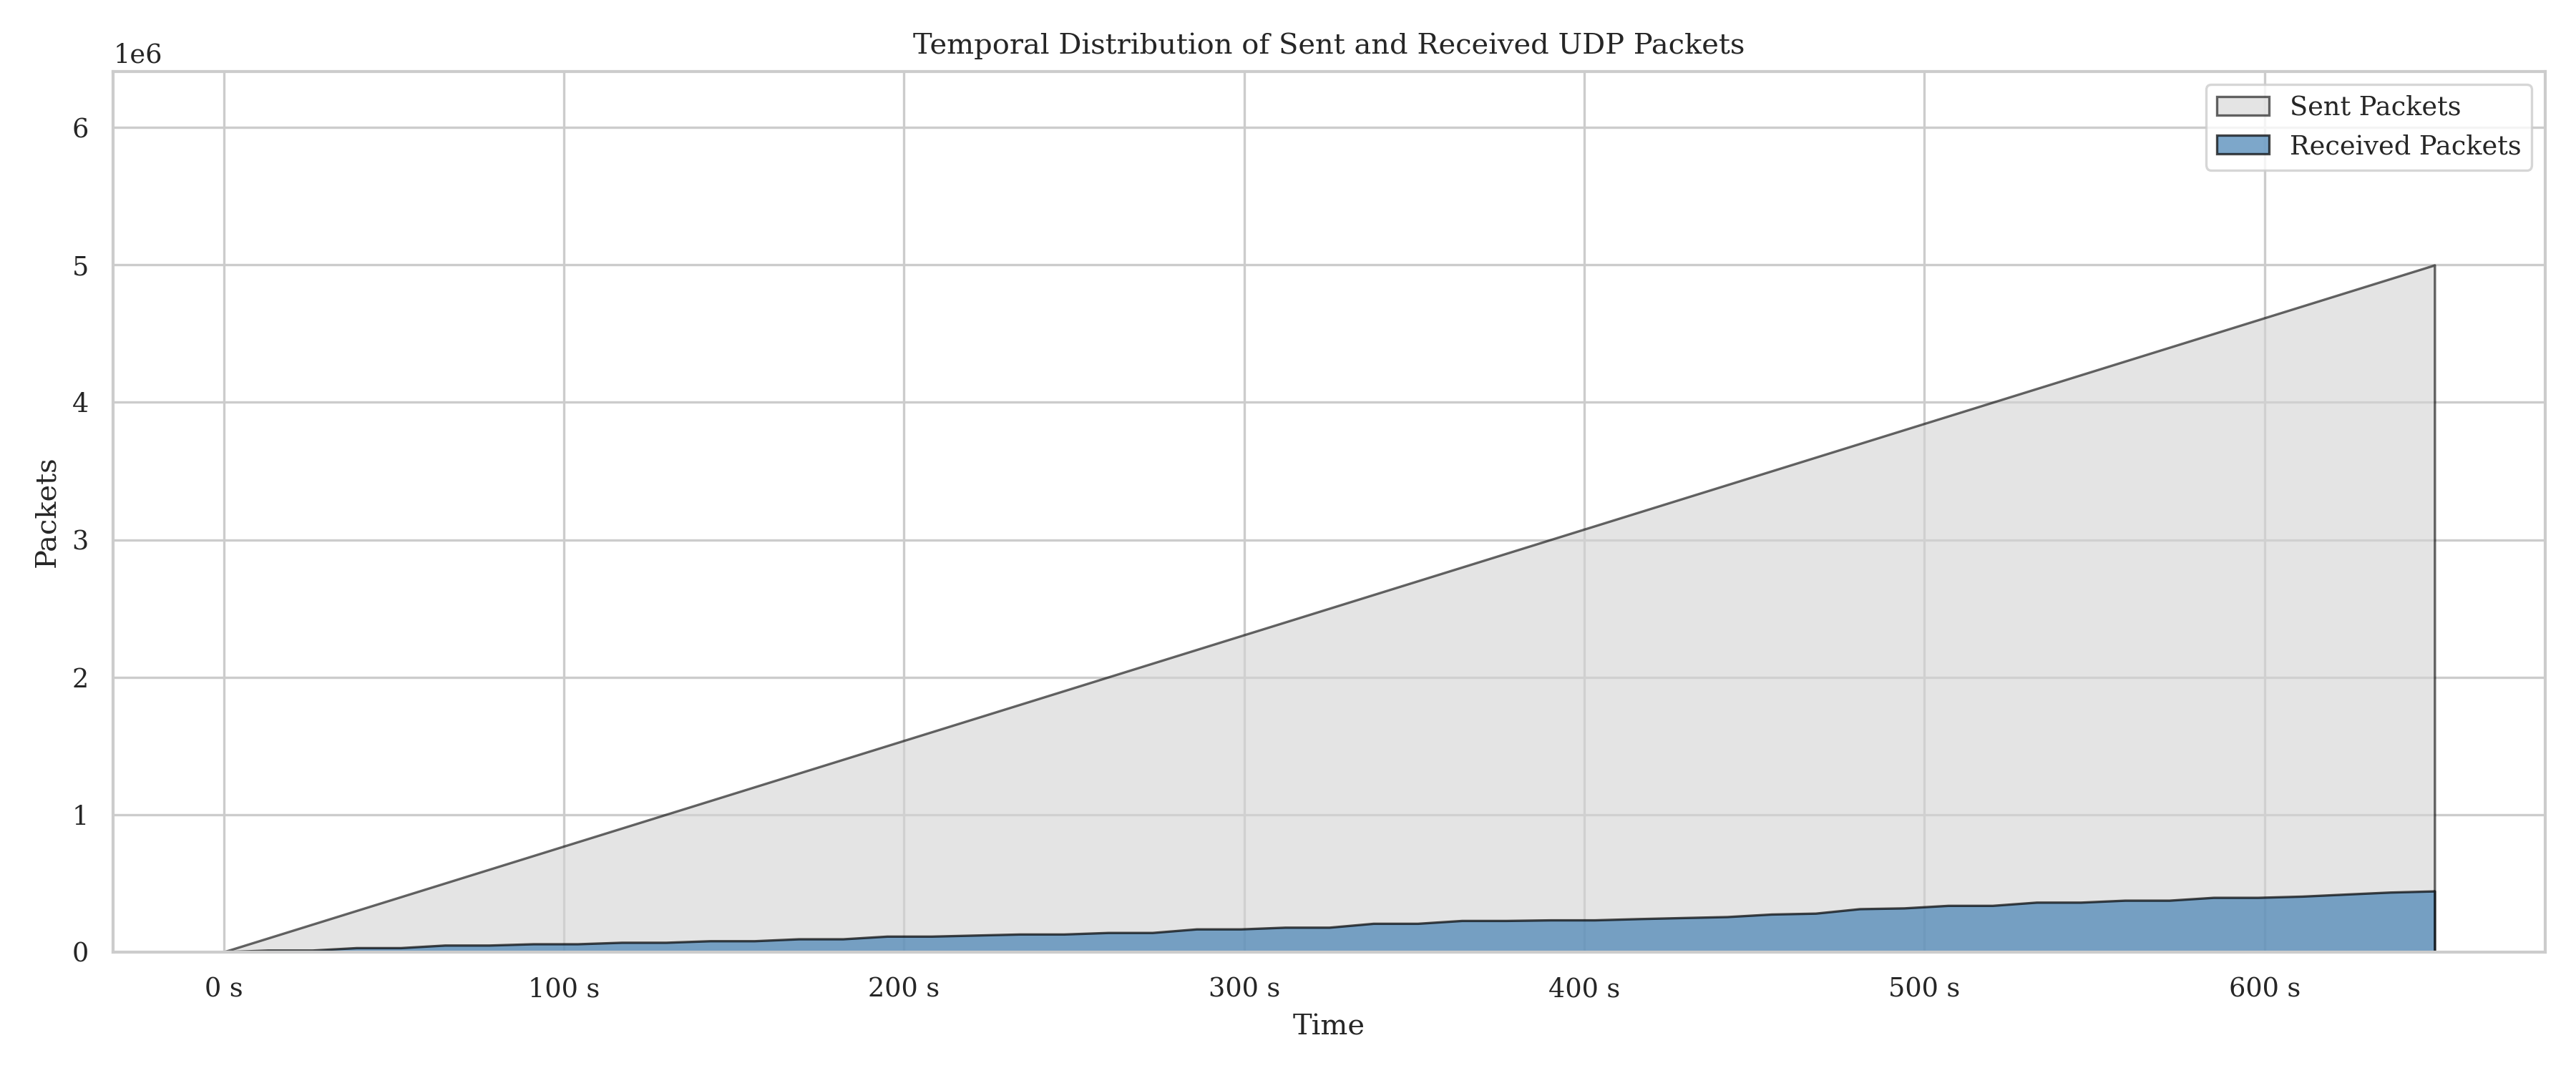 Temporal Distribution of Sent and Received UDP Packets
1e6
Sent Packets
Received Packets
6
5
4
3
2
1
0
Packets
0 s
100 s
200 s
300 s
400 s
500 s
600 s
Time